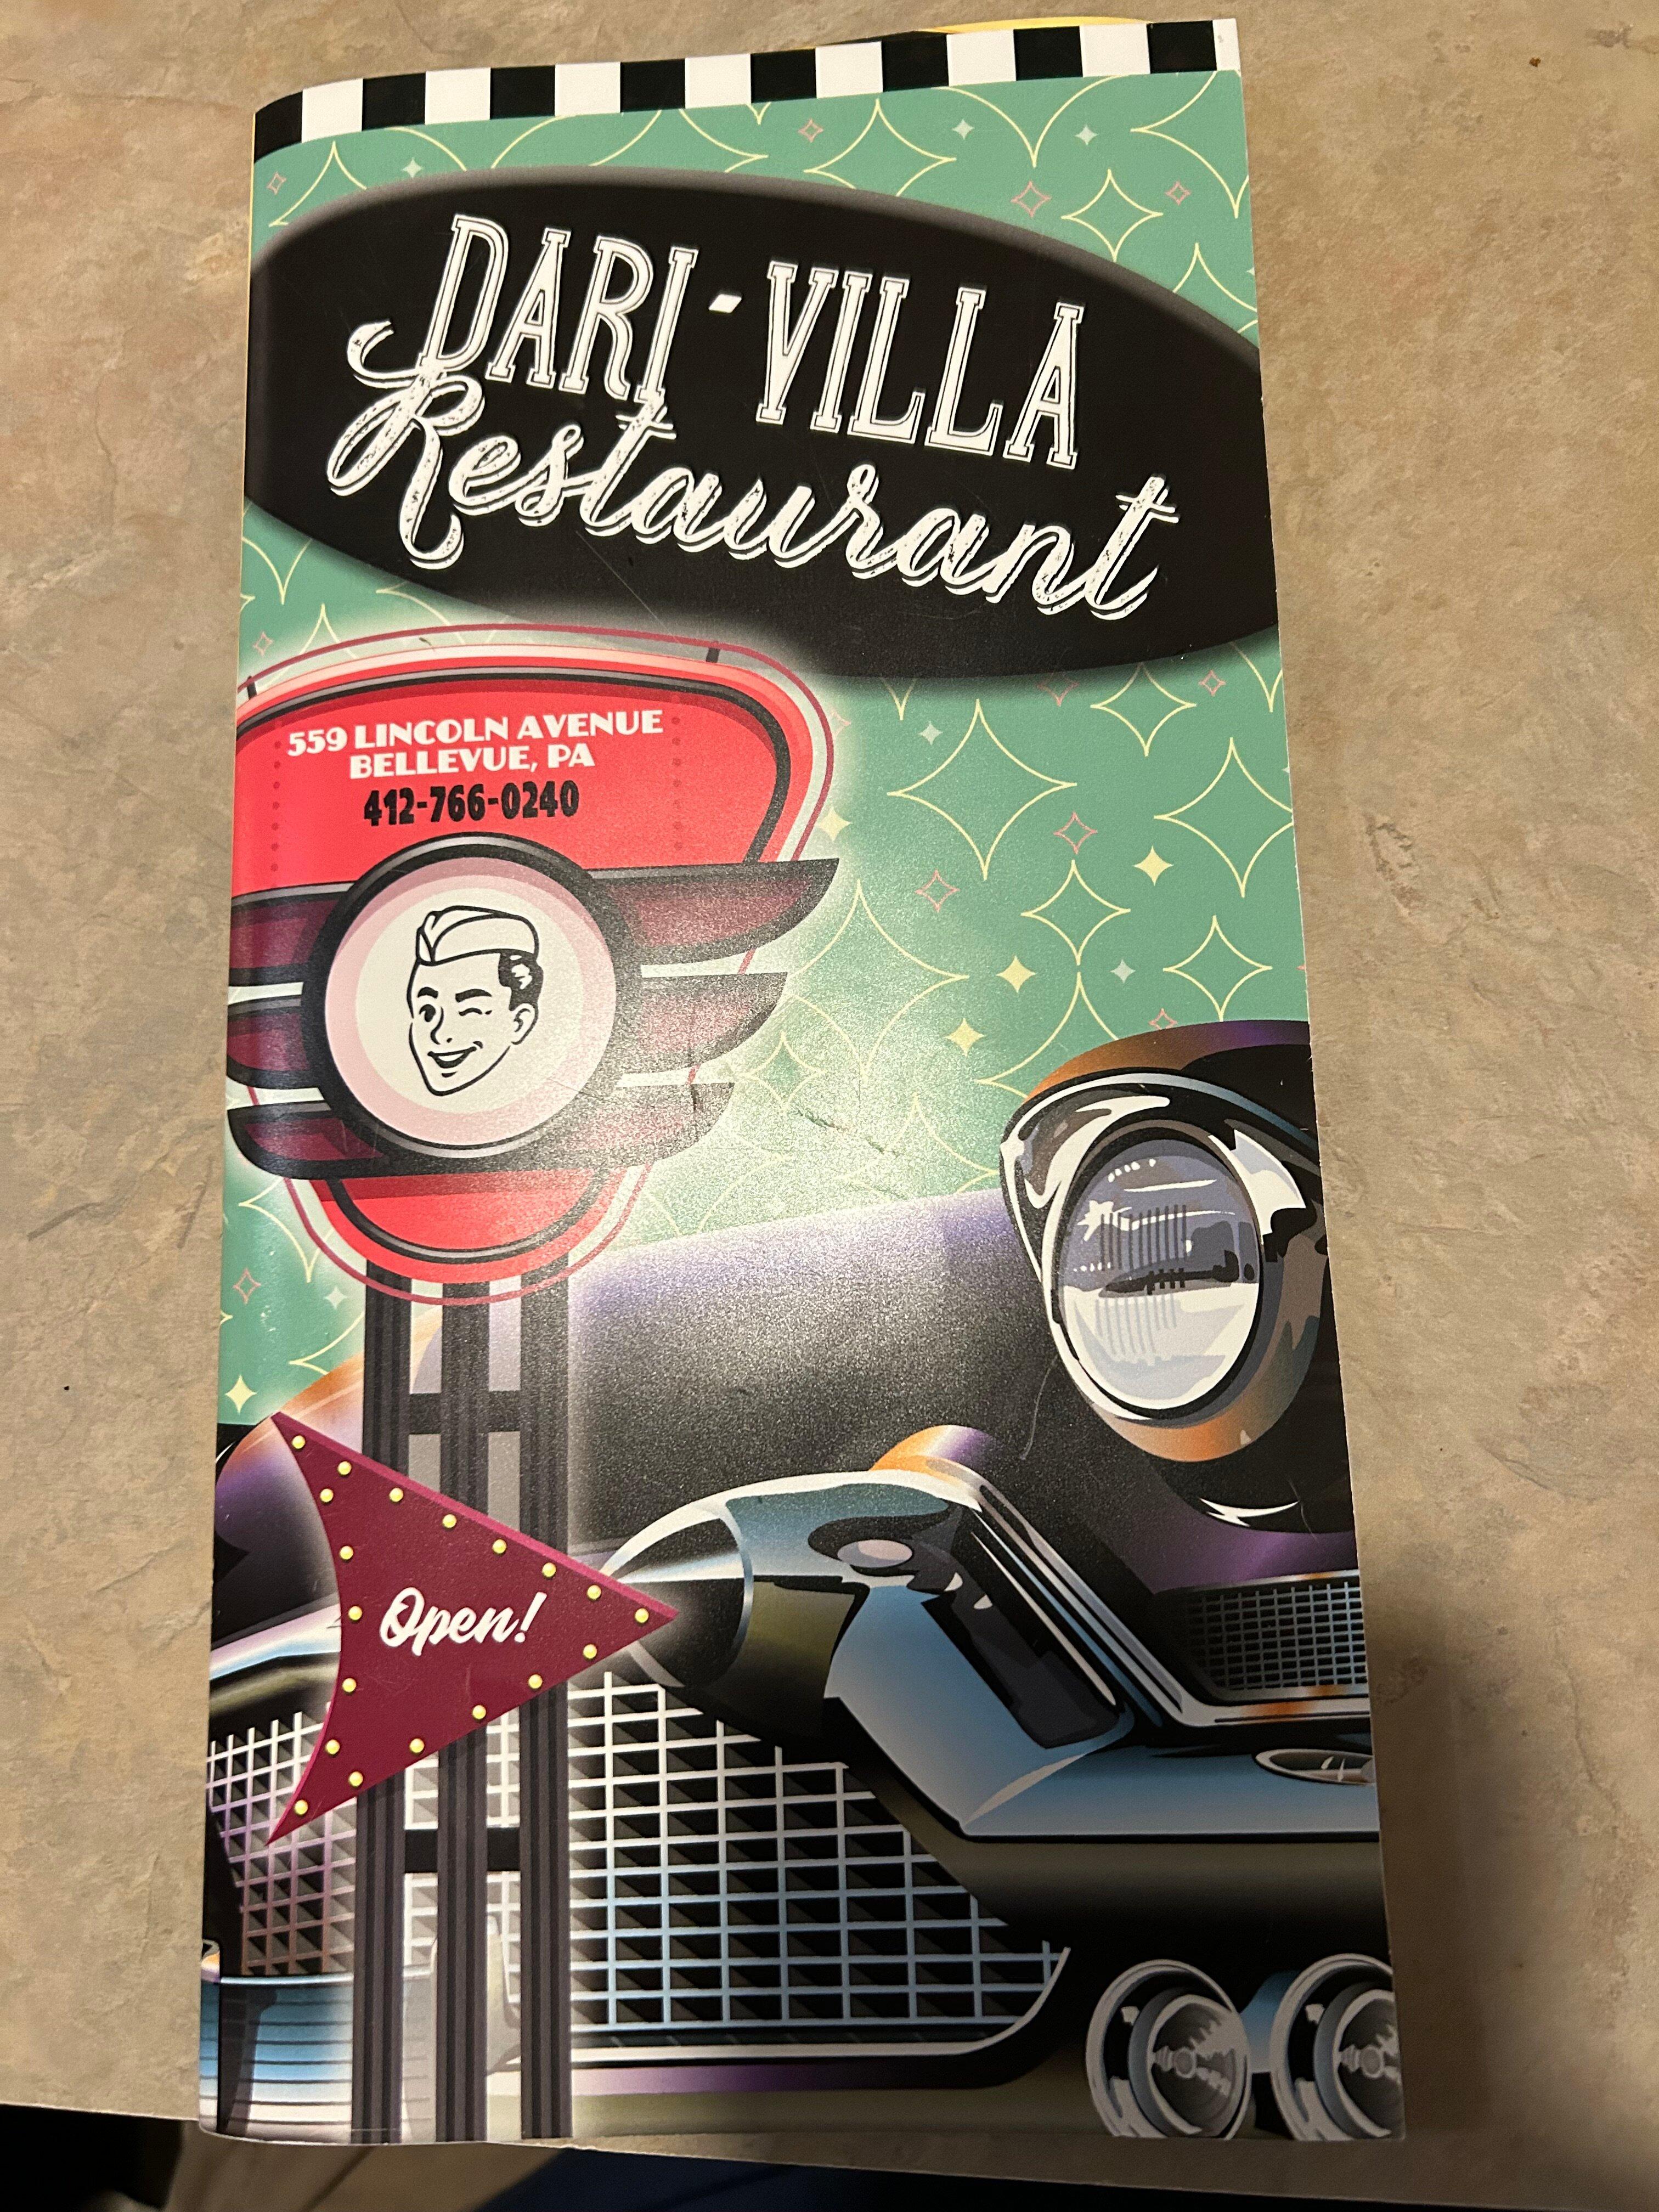 DARI-VILLA
Restaurant
559 LINCOLN AVENUE
BELLEVUE, PA
412-766-0240
Open!